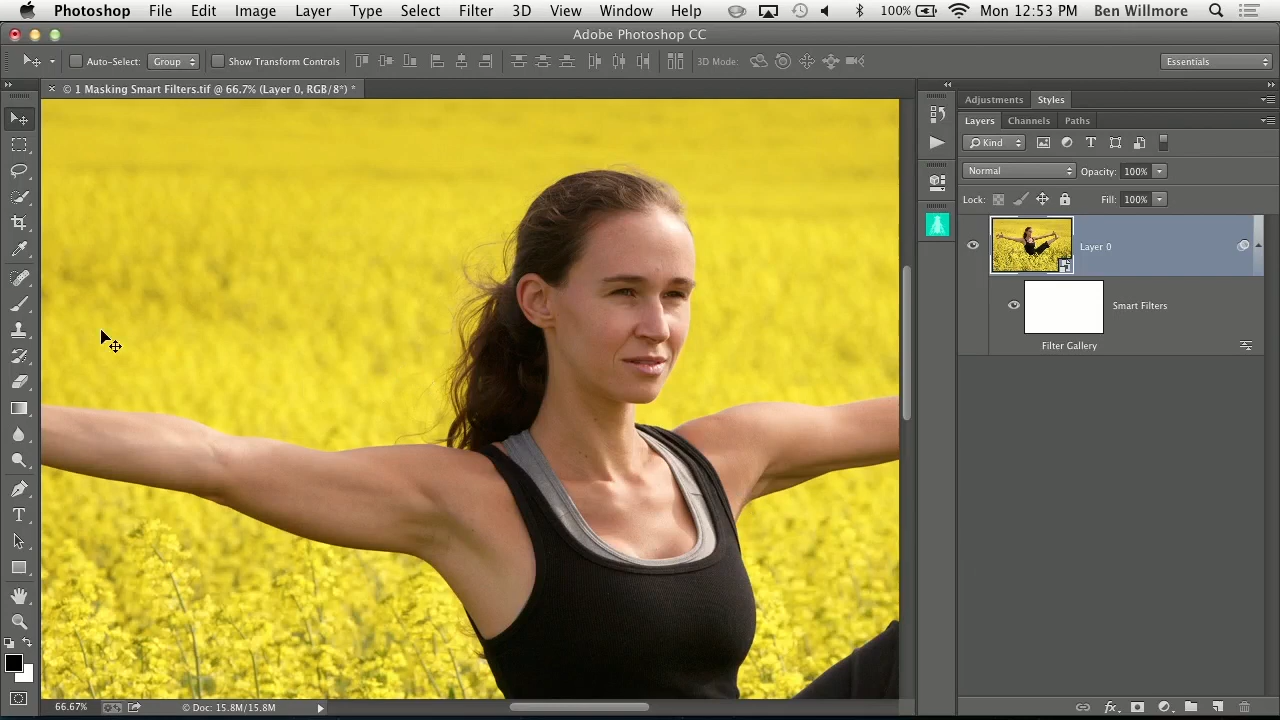 Photoshop File Edit Image Layer Type Select Filter 3D View Window Help 100% Mon 12:53 PM Ben Willmore
Adobe Photoshop CC
Auto-Select: Group Show Transform Controls 3D Mode: Essentials
× © 1 Masking Smart Filters.tif @ 66.7% (Layer 0, RGB/8*) *
Adjustments Styles
Layers Channels Paths
Kind
Normal Opacity: 100%
Lock: Fill: 100%
Layer 0
Smart Filters
Filter Gallery
66.67% © Doc: 15.8M/15.8M